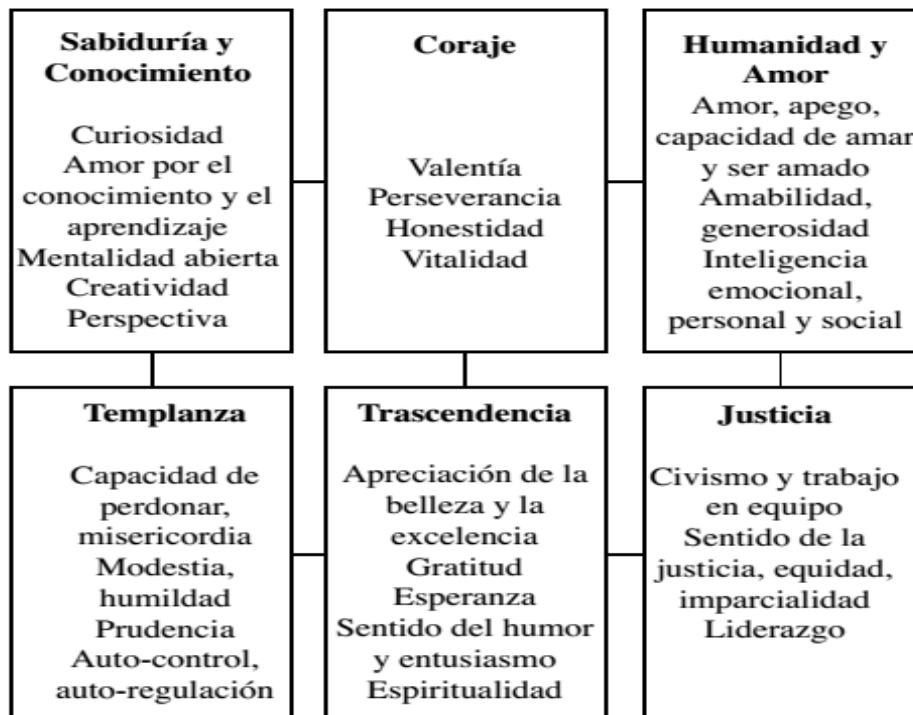 Sabiduría y
Conocimiento
Curiosidad
Amor por el
conocimiento y el
aprendizaje
Mentalidad abierta
Creatividad
Perspectiva
Coraje
Valentía
Perseverancia
Honestidad
Vitalidad
Humanidad y
Amor
Amor, apego,
capacidad de amar
y ser amado
Amabilidad,
generosidad
Inteligencia
emocional,
personal y social
Templanza
Capacidad de
perdonar,
misericordia
Modestia,
humildad
Prudencia
Auto-control,
auto-regulación
Trascendencia
Apreciación de la
belleza y la
excelencia
Gratitud
Esperanza
Sentido del humor
y entusiasmo
Espiritualidad
Justicia
Civismo y trabajo
en equipo
Sentido de la
justicia, equidad,
imparcialidad
Liderazgo